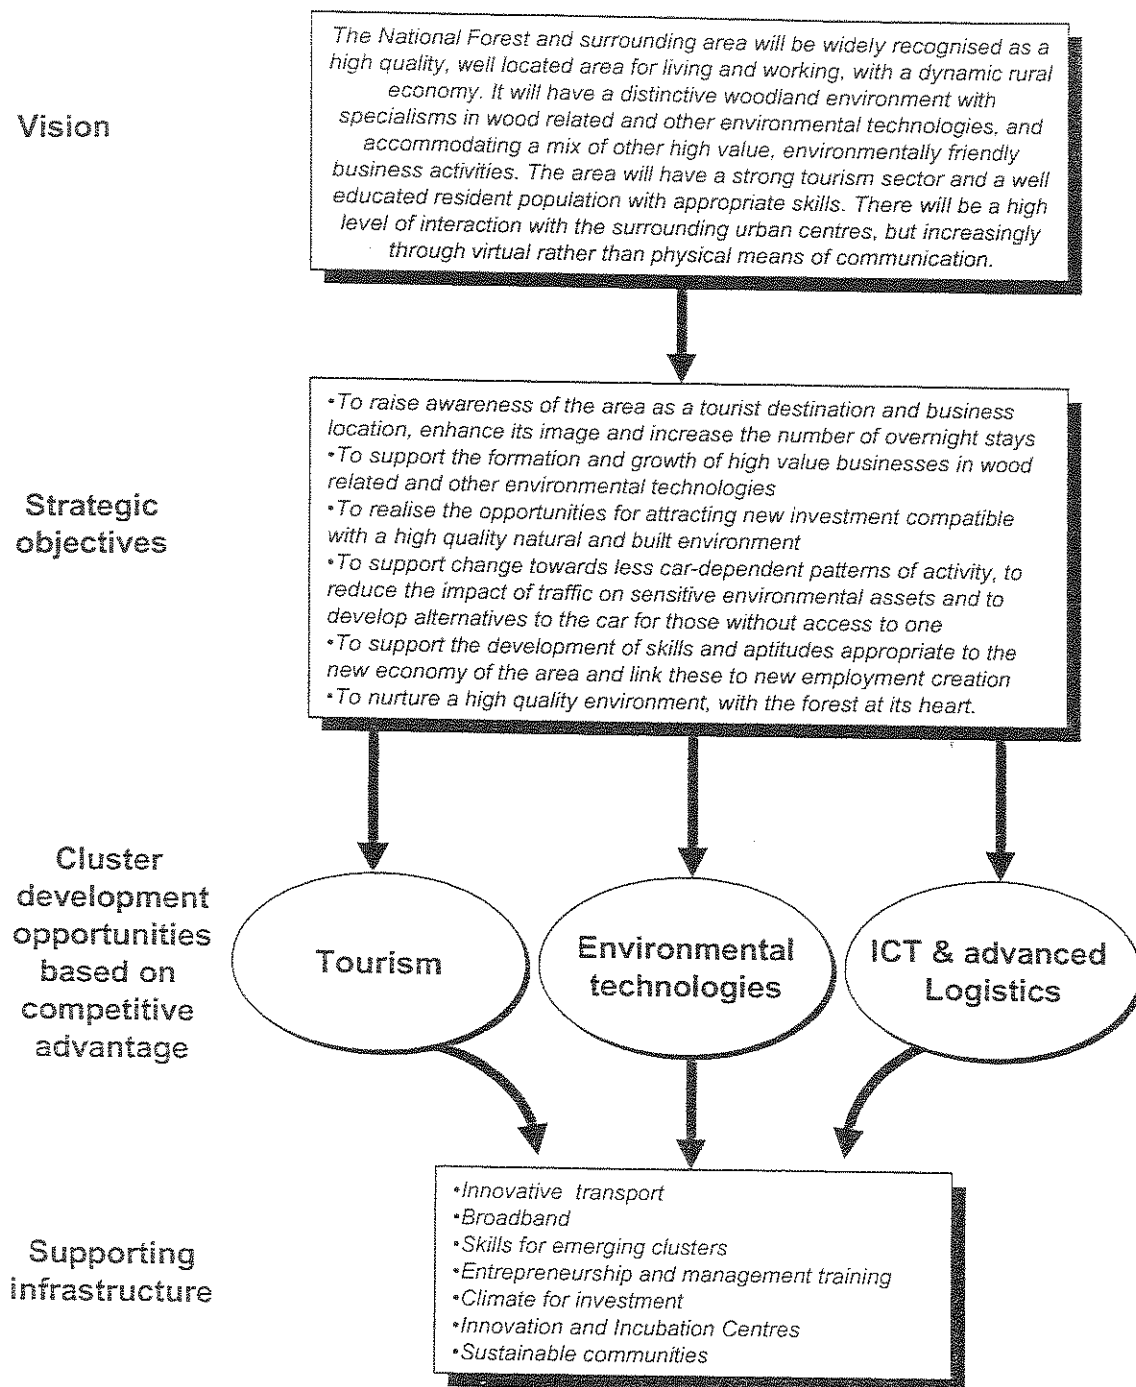 Vision
The National Forest and surrounding area will be widely recognised as a
high quality, well located area for living and working, with a dynamic rural
economy. It will have a distinctive woodland environment with
specialisms in wood related and other environmental technologies, and
accommodating a mix of other high value, environmentally friendly
business activities. The area will have a strong tourism sector and a well
educated resident population with appropriate skills. There will be a high
level of interaction with the surrounding urban centres, but increasingly
through virtual rather than physical means of communication.
Strategic
objectives
•To raise awareness of the area as a tourist destination and business
location, enhance its image and increase the number of overnight stays
•To support the formation and growth of high value businesses in wood
related and other environmental technologies
•To realise the opportunities for attracting new investment compatible
with a high quality natural and built environment
•To support change towards less car-dependent patterns of activity, to
reduce the impact of traffic on sensitive environmental assets and to
develop alternatives to the car for those without access to one
•To support the development of skills and aptitudes appropriate to the
new economy of the area and link these to new employment creation
•To nurture a high quality environment, with the forest at its heart.
Cluster
development
opportunities
based on
competitive
advantage
Tourism
Environmental
technologies
ICT & advanced
Logistics
Supporting
infrastructure
•Innovative transport
•Broadband
•Skills for emerging clusters
•Entrepreneurship and management training
•Climate for investment
•Innovation and Incubation Centres
•Sustainable communities